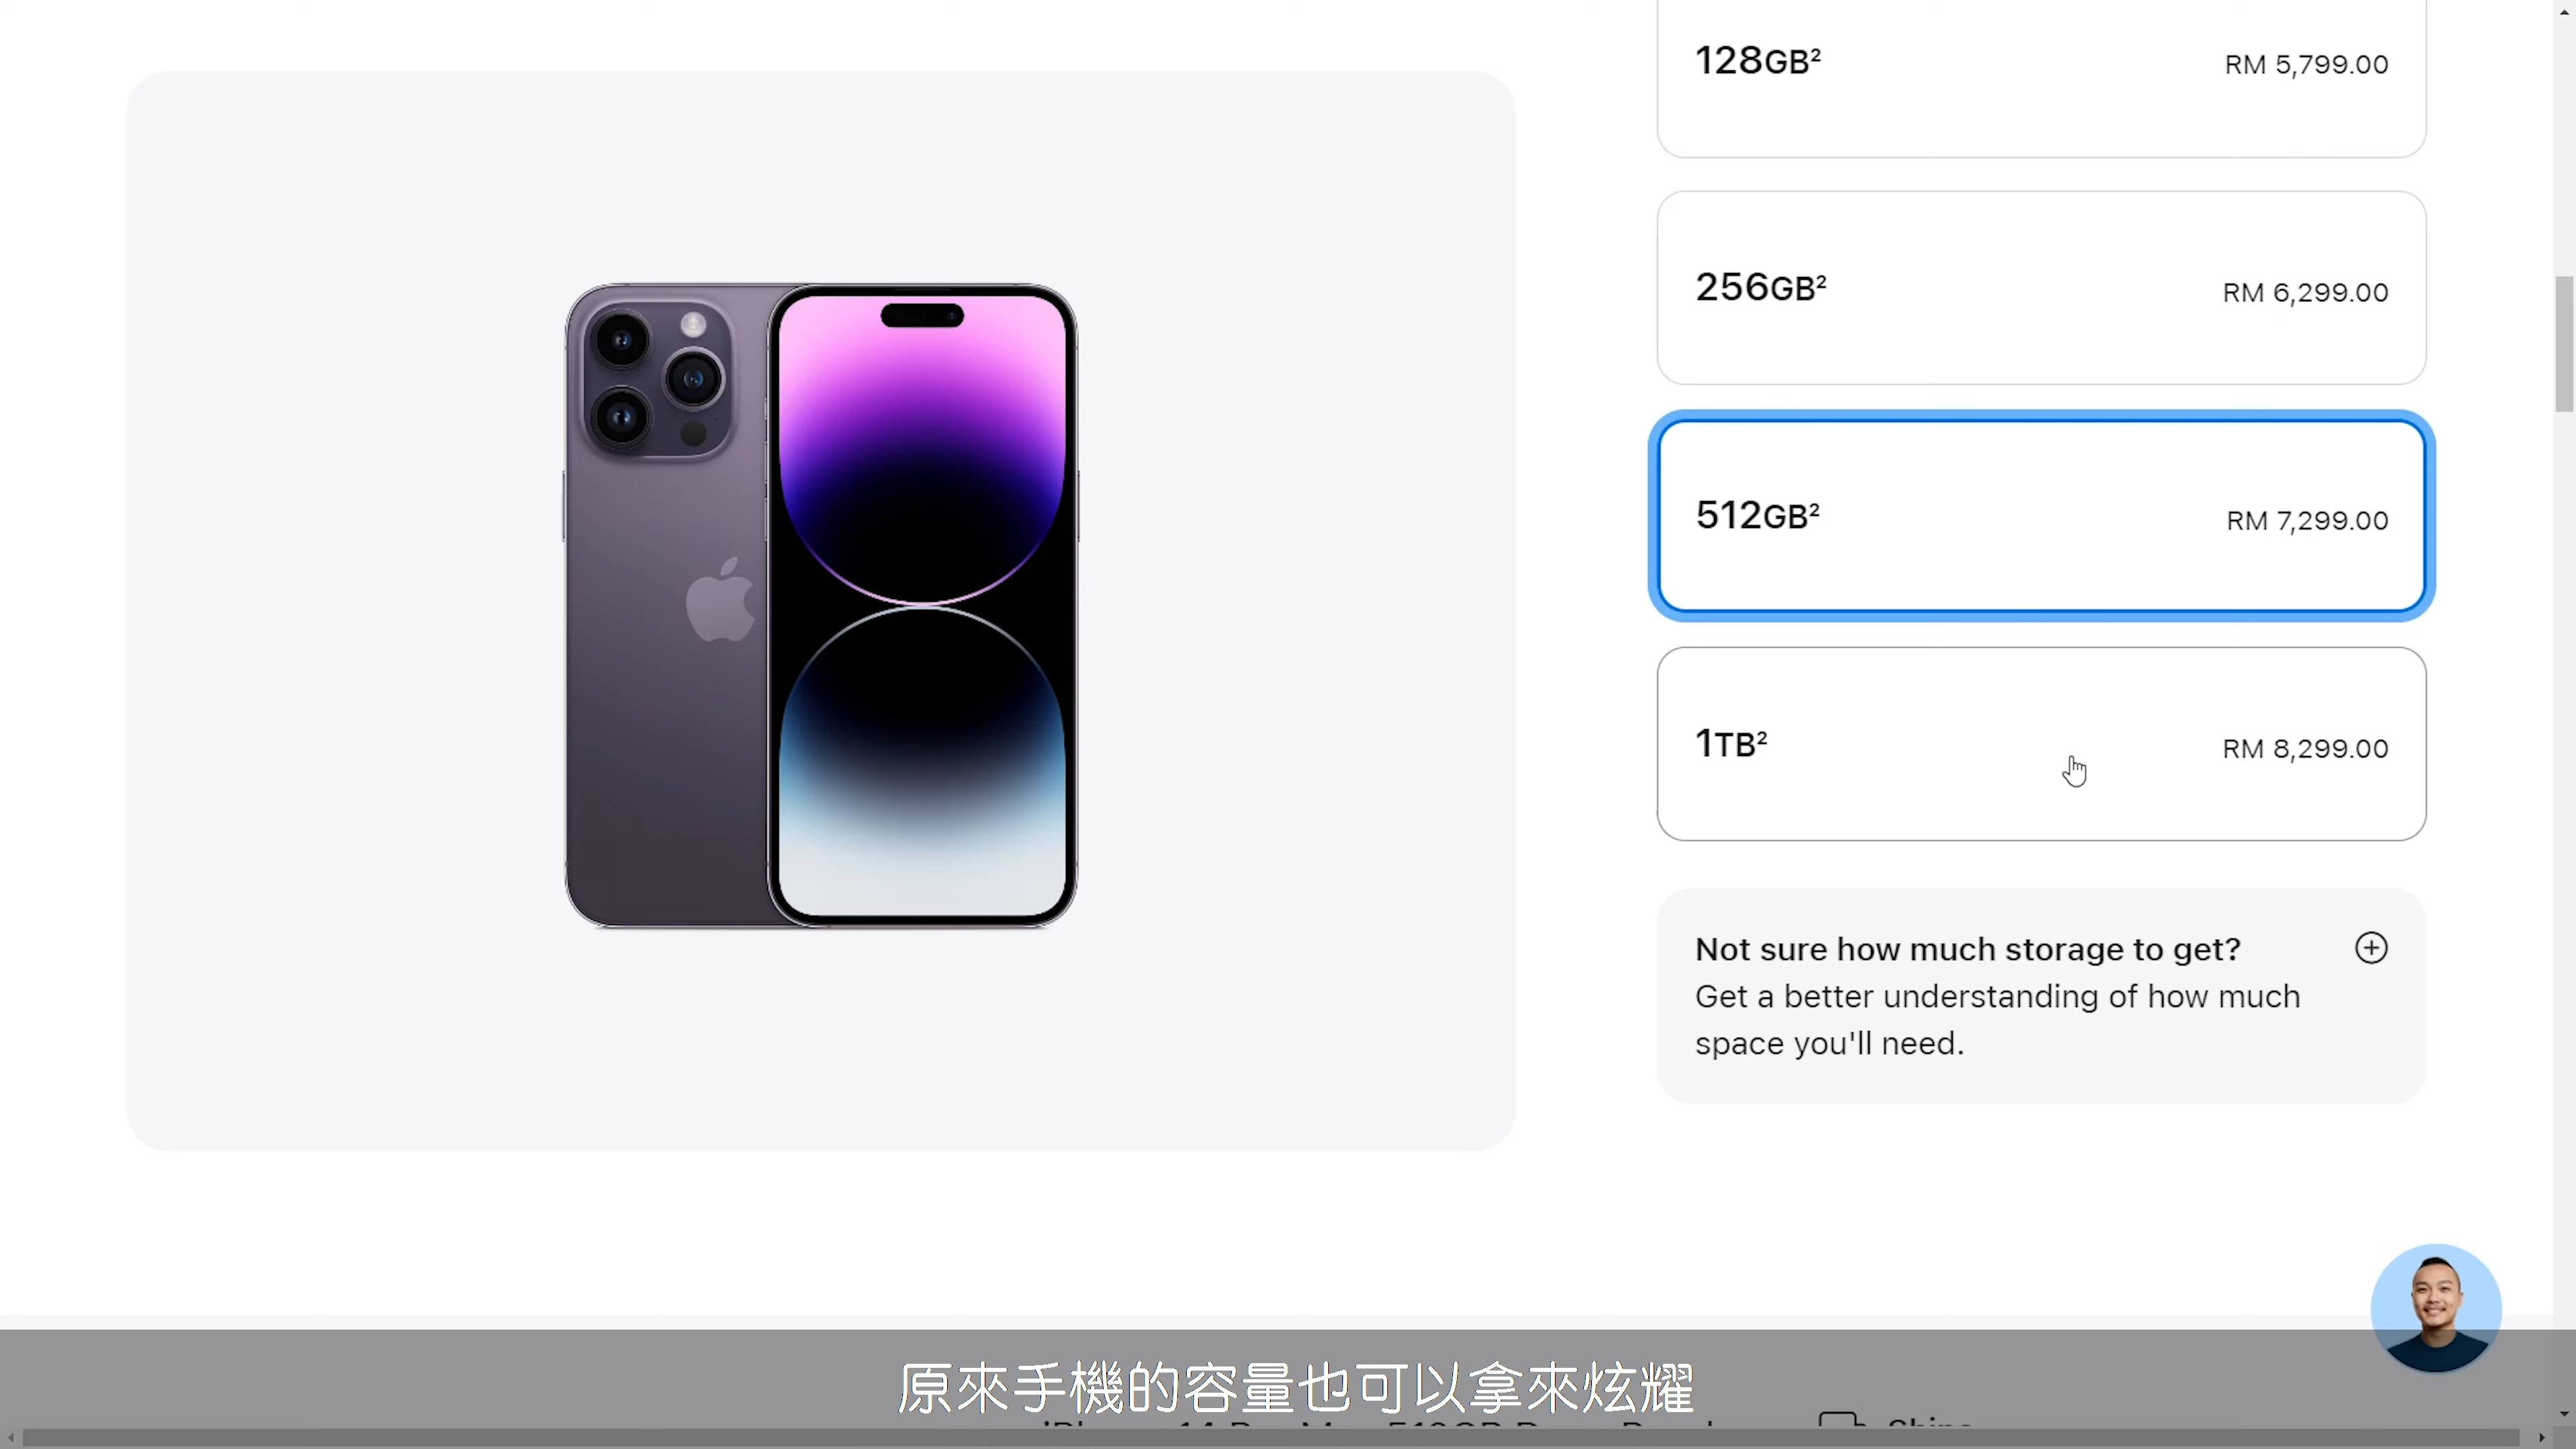 128GB²
RM 5,799.00
256GB²
RM 6,299.00
512GB²
RM 7,299.00
1TB²
RM 8,299.00
Not sure how much storage to get?
Get a better understanding of how much
space you'll need.
原來手機的容量也可以拿來炫耀